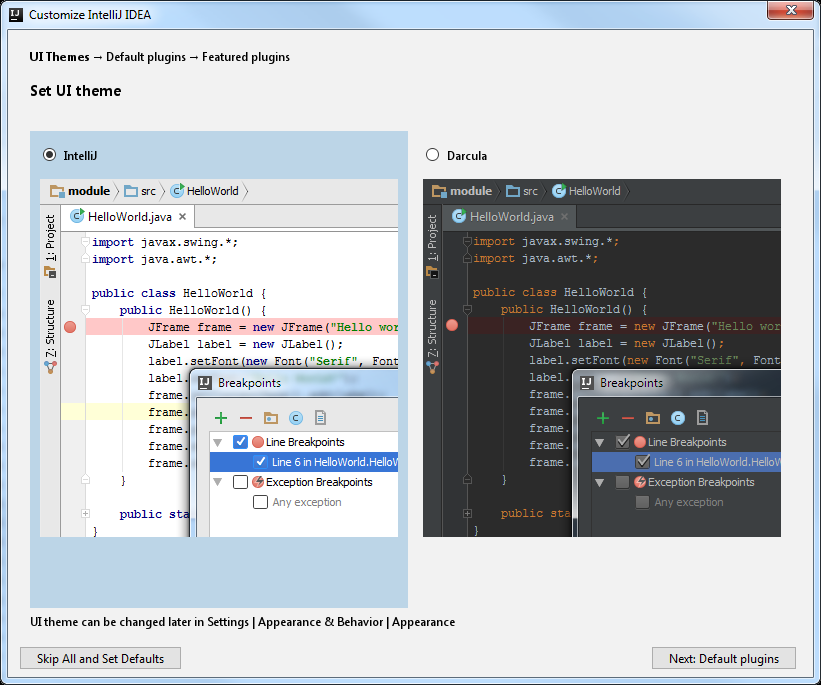 Customize IntelliJ IDEA
UI Themes → Default plugins → Featured plugins
Set UI theme
IntelliJ
module
src
HelloWorld
HelloWorld.java
1: Project
Z: Structure
import javax.swing.*;
import java.awt.*;
public class HelloWorld {
public HelloWorld() {
JFrame frame = new JFrame("Hello wor
JLabel label = new JLabel();
label.setFont(new Font("Serif", Font
label.
frame.
frame.
frame.
frame.
frame.
}
public sta
}
Breakpoints
Line Breakpoints
Line 6 in HelloWorld.HelloW
Exception Breakpoints
Any exception
Darcula
module
src
HelloWorld
HelloWorld.java
1: Project
Z: Structure
import javax.swing.*;
import java.awt.*;
public class HelloWorld {
public HelloWorld() {
JFrame frame = new JFrame("Hello wor
JLabel label = new JLabel();
label.setFont(new Font("Serif", Font
label.
frame.
frame.
frame.
frame.
frame.
}
public sta
}
Breakpoints
Line Breakpoints
Line 6 in HelloWorld.HelloW
Exception Breakpoints
Any exception
UI theme can be changed later in Settings | Appearance & Behavior | Appearance
Skip All and Set Defaults
Next: Default plugins